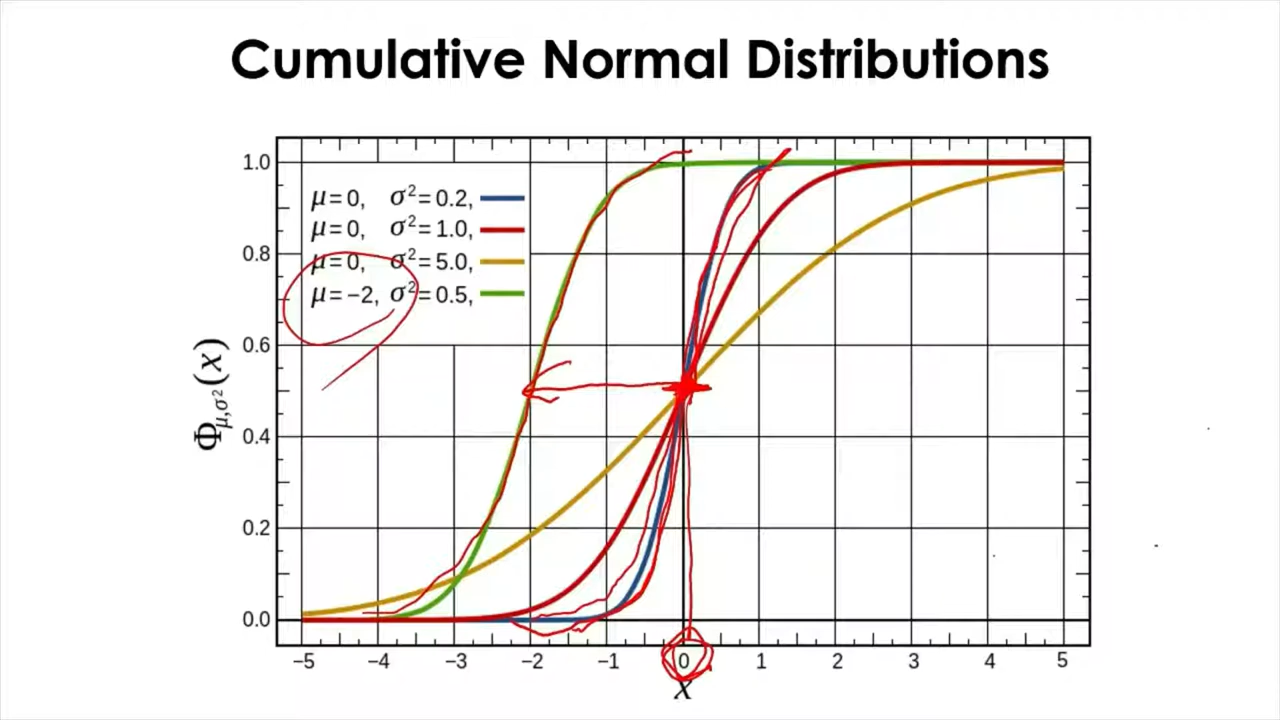 Cumulative Normal Distributions
μ=0, σ²=0.2,
μ=0, σ²=1.0,
μ=0, σ²=5.0,
μ=−2, σ²=0.5,
Φμ,σ²(x)
1.0
0.8
0.6
0.4
0.2
0.0
−5 −4 −3 −2 −1 0 1 2 3 4 5
x